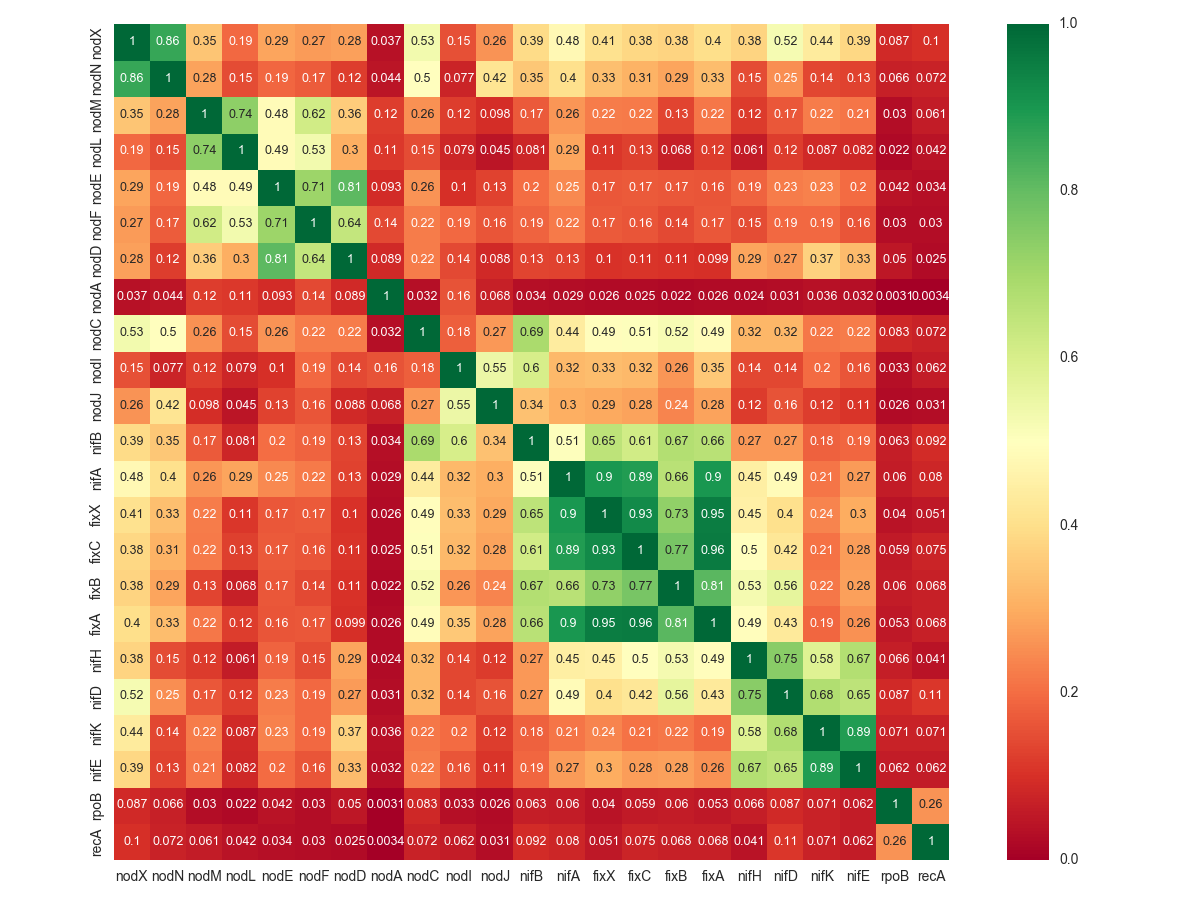 nodX 1 0.86 0.35 0.19 0.29 0.27 0.28 0.037 0.53 0.15 0.26 0.39 0.48 0.41 0.38 0.38 0.4 0.38 0.52 0.44 0.39 0.087 0.1
nodN 0.86 1 0.28 0.15 0.19 0.17 0.12 0.044 0.5 0.077 0.42 0.35 0.4 0.33 0.31 0.29 0.33 0.15 0.25 0.14 0.13 0.066 0.072
nodM 0.35 0.28 1 0.74 0.48 0.62 0.36 0.12 0.26 0.12 0.098 0.17 0.26 0.22 0.22 0.13 0.22 0.12 0.17 0.22 0.21 0.03 0.061
nodL 0.19 0.15 0.74 1 0.49 0.53 0.3 0.11 0.15 0.079 0.045 0.081 0.29 0.11 0.13 0.068 0.12 0.061 0.12 0.087 0.082 0.022 0.042
nodE 0.29 0.19 0.48 0.49 1 0.71 0.81 0.093 0.26 0.1 0.13 0.2 0.25 0.17 0.17 0.17 0.16 0.19 0.23 0.23 0.2 0.042 0.034
nodF 0.27 0.17 0.62 0.53 0.71 1 0.64 0.14 0.22 0.19 0.16 0.19 0.22 0.17 0.16 0.14 0.17 0.15 0.19 0.19 0.16 0.03 0.03
nodD 0.28 0.12 0.36 0.3 0.81 0.64 1 0.089 0.22 0.14 0.088 0.13 0.13 0.1 0.11 0.11 0.099 0.29 0.27 0.37 0.33 0.05 0.025
nodA 0.037 0.044 0.12 0.11 0.093 0.14 0.089 1 0.032 0.16 0.068 0.034 0.029 0.026 0.025 0.022 0.026 0.024 0.031 0.036 0.032 0.0031 0.0034
nodC 0.53 0.5 0.26 0.15 0.26 0.22 0.22 0.032 1 0.18 0.27 0.69 0.44 0.49 0.51 0.52 0.49 0.32 0.32 0.22 0.22 0.083 0.072
nodI 0.15 0.077 0.12 0.079 0.1 0.19 0.14 0.16 0.18 1 0.55 0.6 0.32 0.33 0.32 0.26 0.35 0.14 0.14 0.2 0.16 0.033 0.062
nodJ 0.26 0.42 0.098 0.045 0.13 0.16 0.088 0.068 0.27 0.55 1 0.34 0.3 0.29 0.28 0.24 0.28 0.12 0.16 0.12 0.11 0.026 0.031
nifB 0.39 0.35 0.17 0.081 0.2 0.19 0.13 0.034 0.69 0.6 0.34 1 0.51 0.65 0.61 0.67 0.66 0.27 0.27 0.18 0.19 0.063 0.092
nifA 0.48 0.4 0.26 0.29 0.25 0.22 0.13 0.029 0.44 0.32 0.3 0.51 1 0.9 0.89 0.66 0.9 0.45 0.49 0.21 0.27 0.06 0.08
fixX 0.41 0.33 0.22 0.11 0.17 0.17 0.1 0.026 0.49 0.33 0.29 0.65 0.9 1 0.93 0.73 0.95 0.45 0.4 0.24 0.3 0.04 0.051
fixC 0.38 0.31 0.22 0.13 0.17 0.16 0.11 0.025 0.51 0.32 0.28 0.61 0.89 0.93 1 0.77 0.96 0.5 0.42 0.21 0.28 0.059 0.075
fixB 0.38 0.29 0.13 0.068 0.17 0.14 0.11 0.022 0.52 0.26 0.24 0.67 0.66 0.73 0.77 1 0.81 0.53 0.56 0.22 0.28 0.06 0.068
fixA 0.4 0.33 0.22 0.12 0.16 0.17 0.099 0.026 0.49 0.35 0.28 0.66 0.9 0.95 0.96 0.81 1 0.49 0.43 0.19 0.26 0.053 0.068
nifH 0.38 0.15 0.12 0.061 0.19 0.15 0.29 0.024 0.32 0.14 0.12 0.27 0.45 0.45 0.5 0.53 0.49 1 0.75 0.58 0.67 0.066 0.041
nifD 0.52 0.25 0.17 0.12 0.23 0.19 0.27 0.031 0.32 0.14 0.16 0.27 0.49 0.4 0.42 0.56 0.43 0.75 1 0.68 0.65 0.087 0.11
nifK 0.44 0.14 0.22 0.087 0.23 0.19 0.37 0.036 0.22 0.2 0.12 0.18 0.21 0.24 0.21 0.22 0.19 0.58 0.68 1 0.89 0.071 0.071
nifE 0.39 0.13 0.21 0.082 0.2 0.16 0.33 0.032 0.22 0.16 0.11 0.19 0.27 0.3 0.28 0.28 0.26 0.67 0.65 0.89 1 0.062 0.062
rpoB 0.087 0.066 0.03 0.022 0.042 0.03 0.05 0.0031 0.083 0.033 0.026 0.063 0.06 0.04 0.059 0.06 0.053 0.066 0.087 0.071 0.062 1 0.26
recA 0.1 0.072 0.061 0.042 0.034 0.03 0.025 0.0034 0.072 0.062 0.031 0.092 0.08 0.051 0.075 0.068 0.068 0.041 0.11 0.071 0.062 0.26 1
nodX nodN nodM nodL nodE nodF nodD nodA nodC nodI nodJ nifB nifA fixX fixC fixB fixA nifH nifD nifK nifE rpoB recA
1.0
0.8
0.6
0.4
0.2
0.0